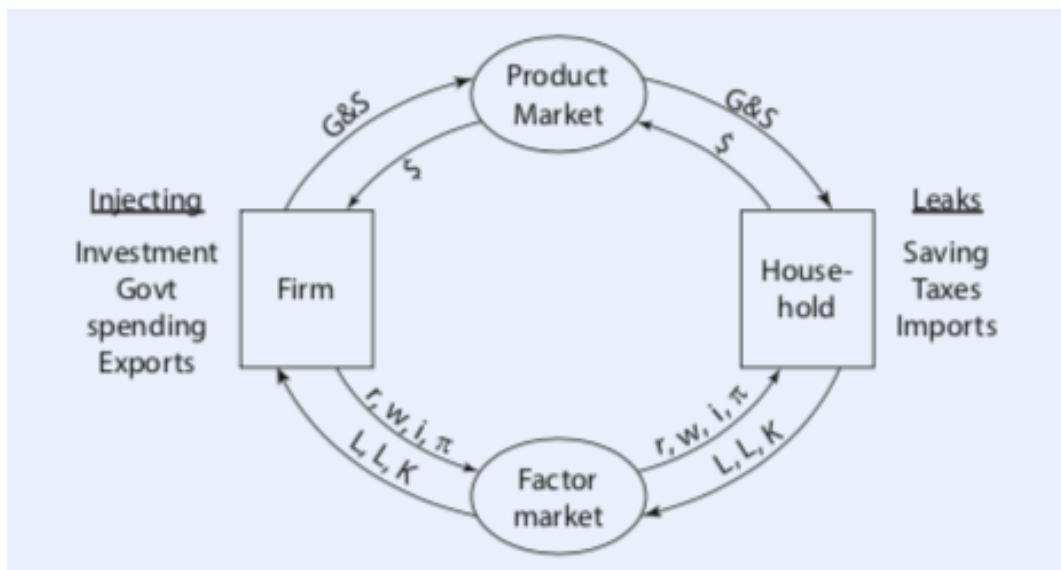 Product
Market
G&S
G&S
$
$
Injecting
Investment
Govt
spending
Exports
Firm
House-
hold
Leaks
Saving
Taxes
Imports
r, w, i, π
L, L, K
r, w, i, π
L, L, K
Factor
market